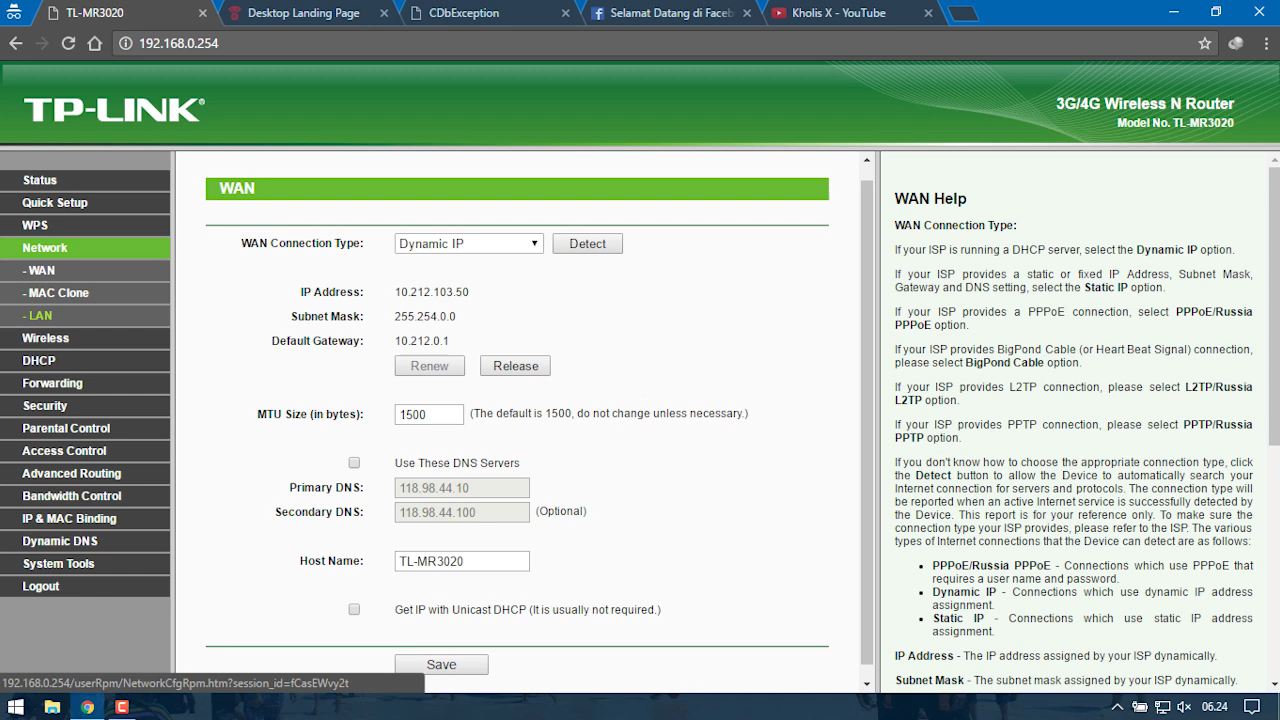 TL-MR3020
Desktop Landing Page
CDbException
Selamat Datang di Faceb
Kholis X - YouTube
192.168.0.254
TP-LINK®
3G/4G Wireless N Router
Model No. TL-MR3020
Status
Quick Setup
WPS
Network
- WAN
- MAC Clone
- LAN
Wireless
DHCP
Forwarding
Security
Parental Control
Access Control
Advanced Routing
Bandwidth Control
IP & MAC Binding
Dynamic DNS
System Tools
Logout
WAN
WAN Connection Type: Dynamic IP Detect
IP Address: 10.212.103.50
Subnet Mask: 255.254.0.0
Default Gateway: 10.212.0.1
Renew Release
MTU Size (in bytes): 1500 (The default is 1500, do not change unless necessary.)
Use These DNS Servers
Primary DNS: 118.98.44.10
Secondary DNS: 118.98.44.100 (Optional)
Host Name: TL-MR3020
Get IP with Unicast DHCP (It is usually not required.)
Save
WAN Help
WAN Connection Type:
If your ISP is running a DHCP server, select the Dynamic IP option.
If your ISP provides a static or fixed IP Address, Subnet Mask,
Gateway and DNS setting, select the Static IP option.
If your ISP provides a PPPoE connection, select PPPoE/Russia
PPPoE option.
If your ISP provides BigPond Cable (or Heart Beat Signal) connection,
please select BigPond Cable option.
If your ISP provides L2TP connection, please select L2TP/Russia
L2TP option.
If your ISP provides PPTP connection, please select PPTP/Russia
PPTP option.
If you don't know how to choose the appropriate connection type, click
the Detect button to allow the Device to automatically search your
Internet connection for servers and protocols. The connection type will
be reported when an active Internet service is successfully detected by
the Device. This report is for your reference only. To make sure the
connection type your ISP provides, please refer to the ISP. The various
types of Internet connections that the Device can detect are as follows:
• PPPoE/Russia PPPoE - Connections which use PPPoE that
requires a user name and password.
• Dynamic IP - Connections which use dynamic IP address
assignment.
• Static IP - Connections which use static IP address
assignment.
IP Address - The IP address assigned by your ISP dynamically.
Subnet Mask - The subnet mask assigned by your ISP dynamically.
192.168.0.254/userRpm/NetworkCfgRpm.htm?session_id=fCasEWvy2t
06.24